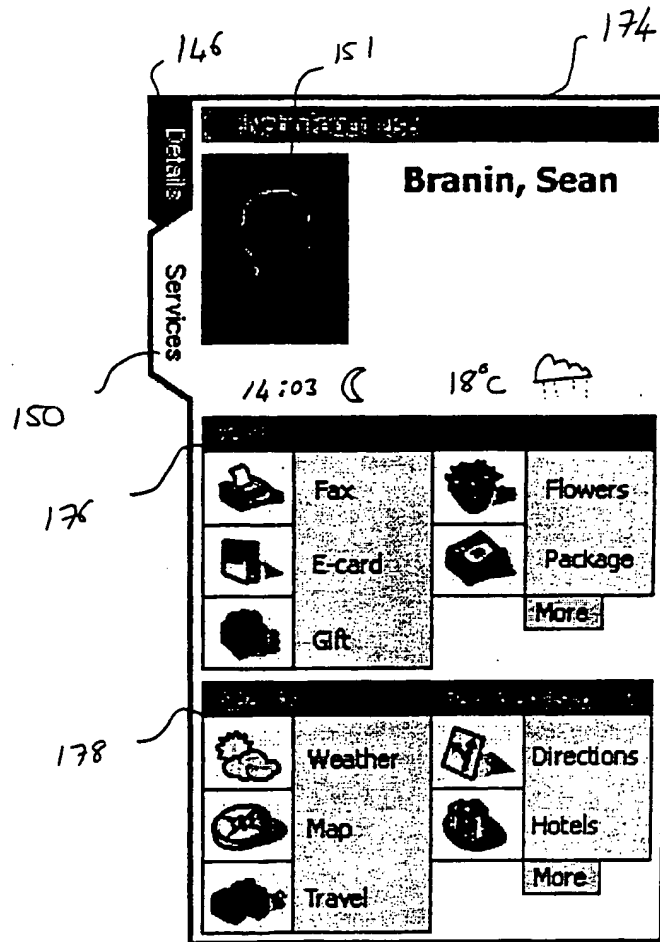 174
146
151
Details
Branin, Sean
Services
14:03 18°C
150
176
Fax Flowers
E-card Package
Gift More
178
Weather Directions
Map Hotels
Travel More